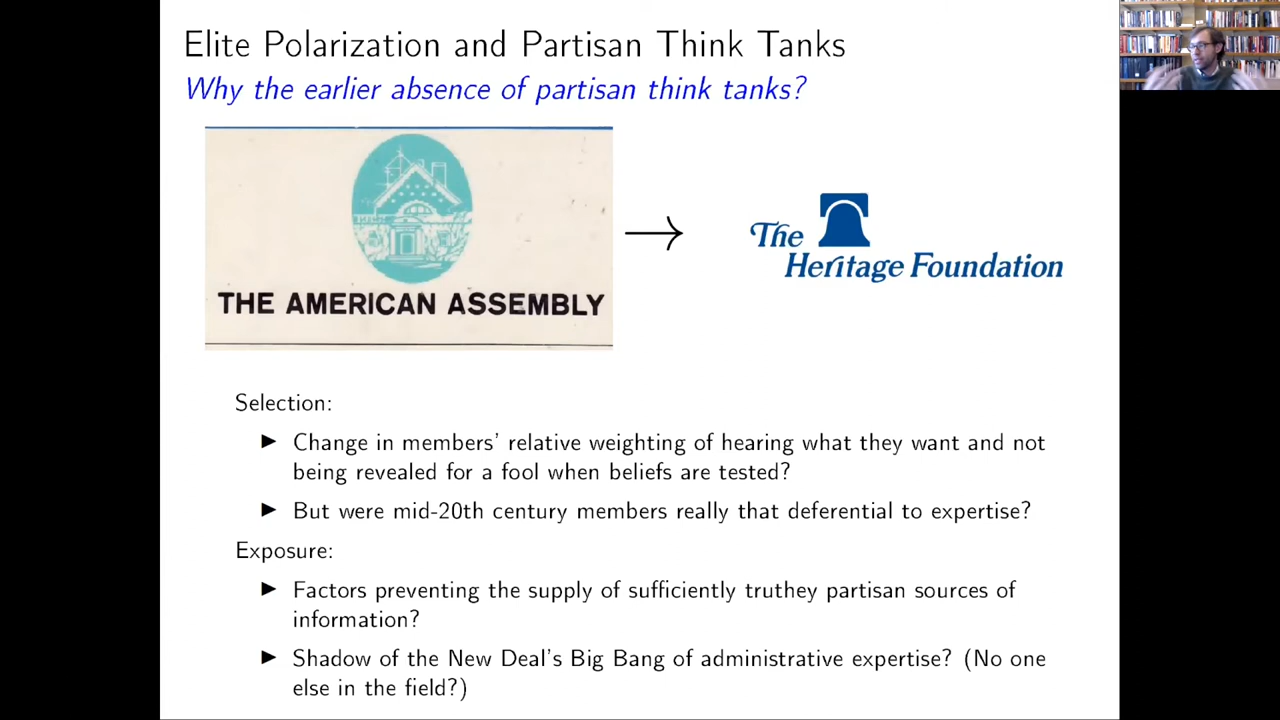 Elite Polarization and Partisan Think Tanks
Why the earlier absence of partisan think tanks?
THE AMERICAN ASSEMBLY
→
The
Heritage Foundation
Selection:
▶ Change in members' relative weighting of hearing what they want and not
being revealed for a fool when beliefs are tested?
▶ But were mid-20th century members really that deferential to expertise?
Exposure:
▶ Factors preventing the supply of sufficiently truthey partisan sources of
information?
▶ Shadow of the New Deal's Big Bang of administrative expertise? (No one
else in the field?)